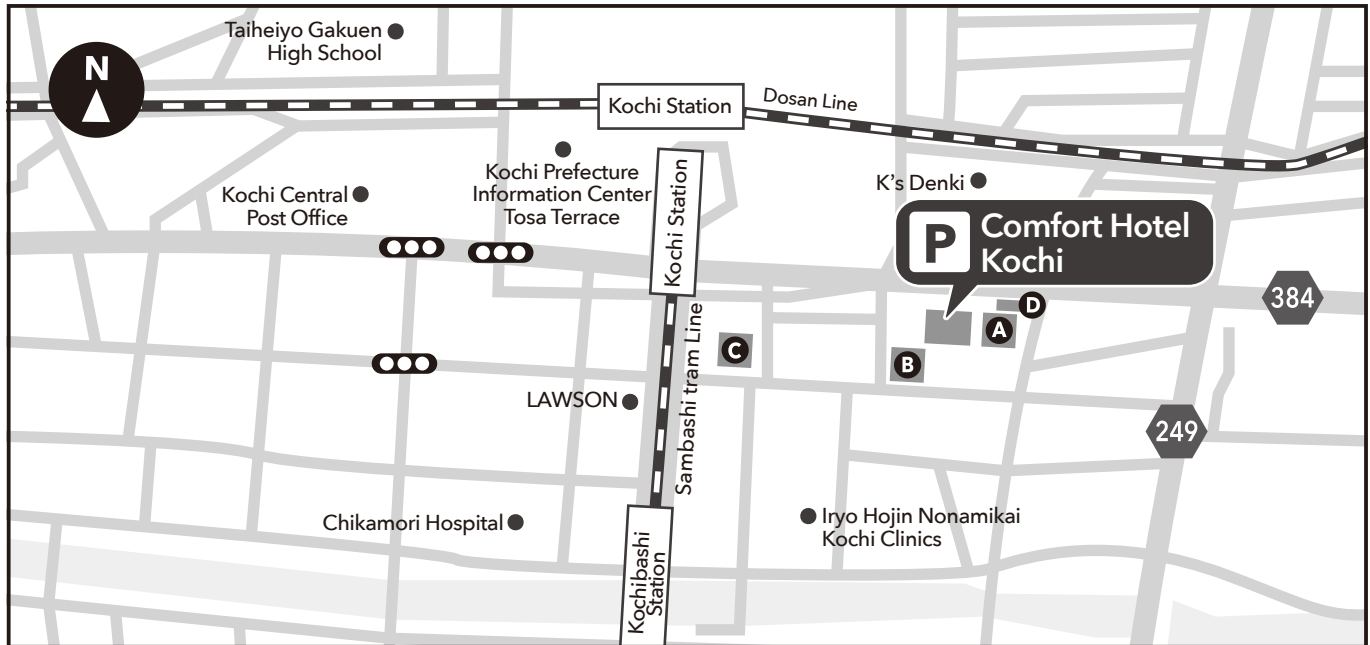 Taiheiyo Gakuen
High School
N
Kochi Station
Dosan Line
Kochi Prefecture
Information Center
Tosa Terrace
Kochi Central
Post Office
Kochi Station
K's Denki
P
Comfort Hotel
Kochi
384
D
A
B
C
Sambashi tram Line
LAWSON
249
Chikamori Hospital
Iryo Hojin Nonamikai
Kochi Clinics
Kochibashi
Station